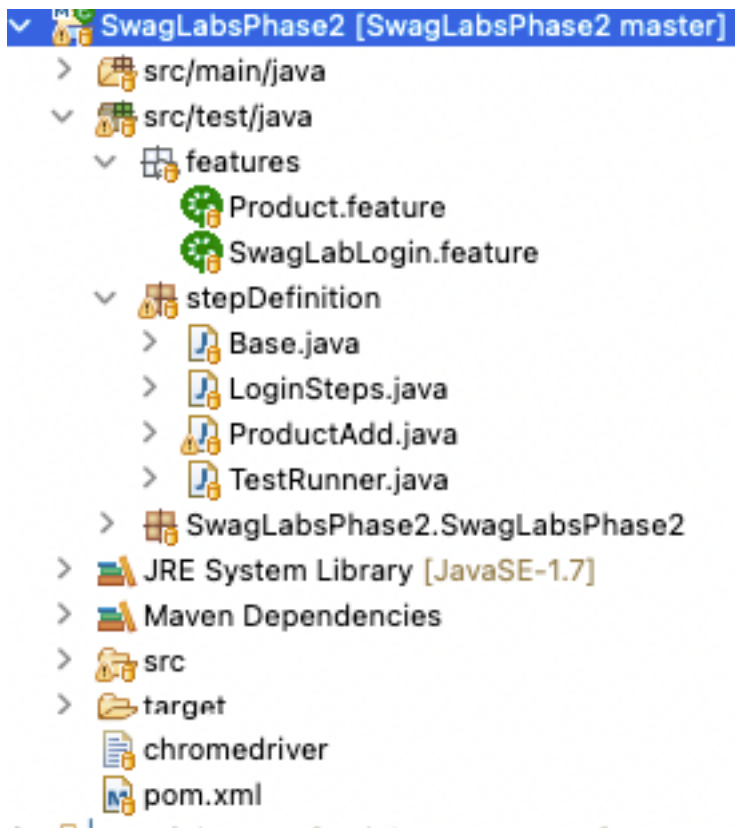 SwagLabsPhase2 [SwagLabsPhase2 master]
src/main/java
src/test/java
features
Product.feature
SwagLabLogin.feature
stepDefinition
Base.java
LoginSteps.java
ProductAdd.java
TestRunner.java
SwagLabsPhase2.SwagLabsPhase2
JRE System Library [JavaSE-1.7]
Maven Dependencies
src
target
chromedriver
pom.xml